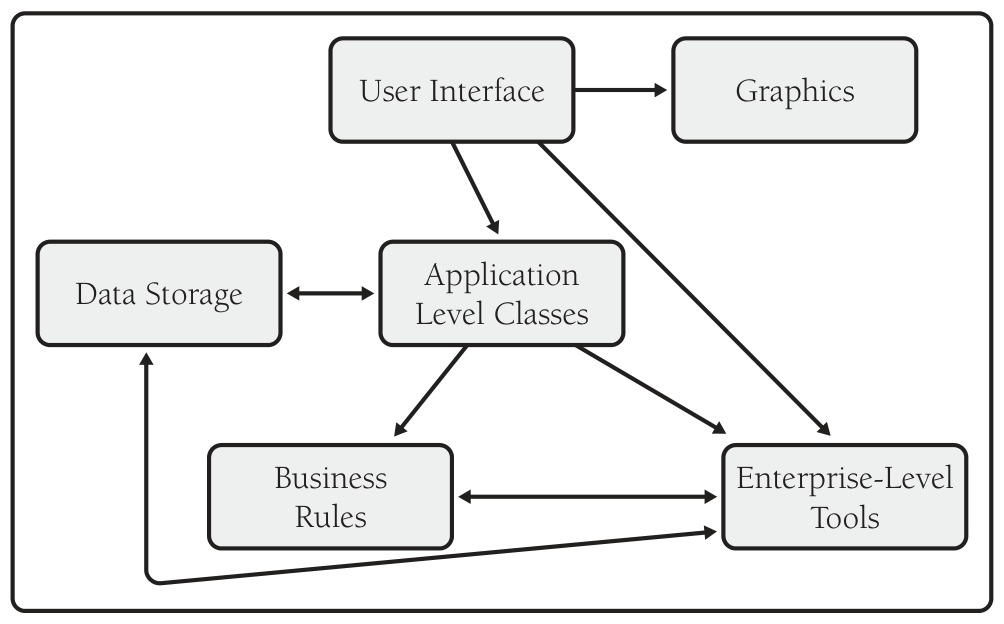 User Interface
Graphics
Data Storage
Application
Level Classes
Business
Rules
Enterprise-Level
Tools